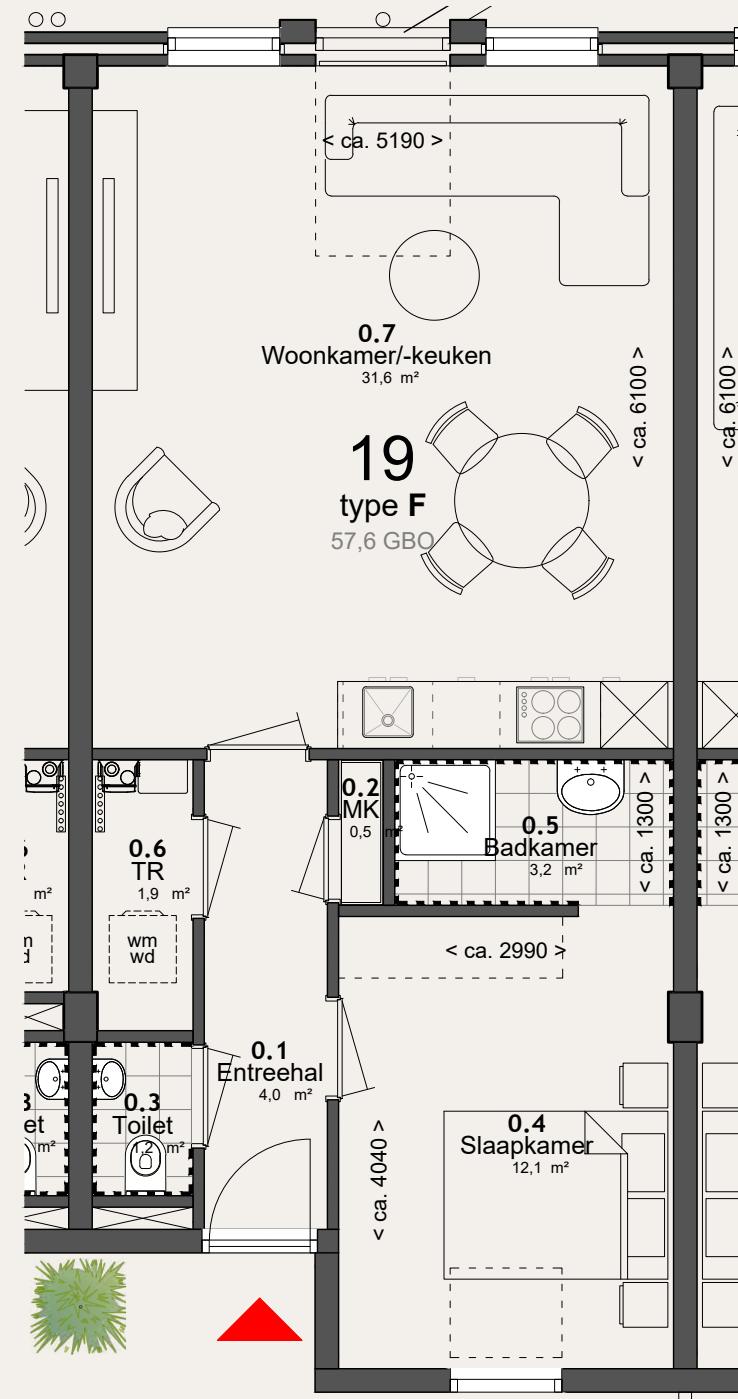 < ca. 5190 >
0.7
Woonkamer/-keuken
31,6 m²
< ca. 6100 >
< ca. 6100 >
19
type F
57,6 GBO
0.2
MK
0,5 m²
0.5
Badkamer
3,2 m²
< ca. 1300 >
< ca. 1300 >
0.6
TR
1,9 m²
m²
wm
wd
< ca. 2990 >
0.1
Entreehal
4,0 m²
0.3
Toilet
1,2 m²
et
m²
0.4
Slaapkamer
12,1 m²
< ca. 4040 >